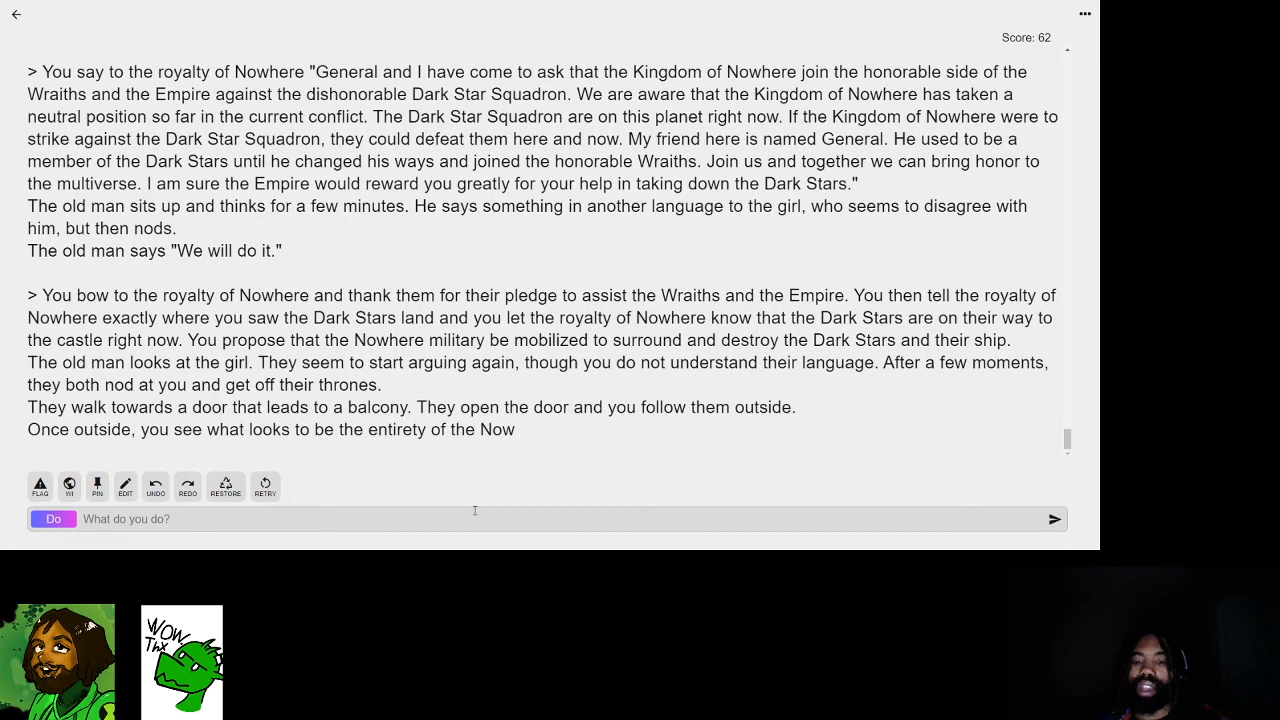 Score: 62
> You say to the royalty of Nowhere "General and I have come to ask that the Kingdom of Nowhere join the honorable side of the
Wraiths and the Empire against the dishonorable Dark Star Squadron. We are aware that the Kingdom of Nowhere has taken a
neutral position so far in the current conflict. The Dark Star Squadron are on this planet right now. If the Kingdom of Nowhere were to
strike against the Dark Star Squadron, they could defeat them here and now. My friend here is named General. He used to be a
member of the Dark Stars until he changed his ways and joined the honorable Wraiths. Join us and together we can bring honor to
the multiverse. I am sure the Empire would reward you greatly for your help in taking down the Dark Stars."
The old man sits up and thinks for a few minutes. He says something in another language to the girl, who seems to disagree with
him, but then nods.
The old man says "We will do it."
> You bow to the royalty of Nowhere and thank them for their pledge to assist the Wraiths and the Empire. You then tell the royalty of
Nowhere exactly where you saw the Dark Stars land and you let the royalty of Nowhere know that the Dark Stars are on their way to
the castle right now. You propose that the Nowhere military be mobilized to surround and destroy the Dark Stars and their ship.
The old man looks at the girl. They seem to start arguing again, though you do not understand their language. After a few moments,
they both nod at you and get off their thrones.
They walk towards a door that leads to a balcony. They open the door and you follow them outside.
Once outside, you see what looks to be the entirety of the Now
FLAG WI PIN EDIT UNDO REDO RESTORE RETRY
Do What do you do?
WOW
Thx